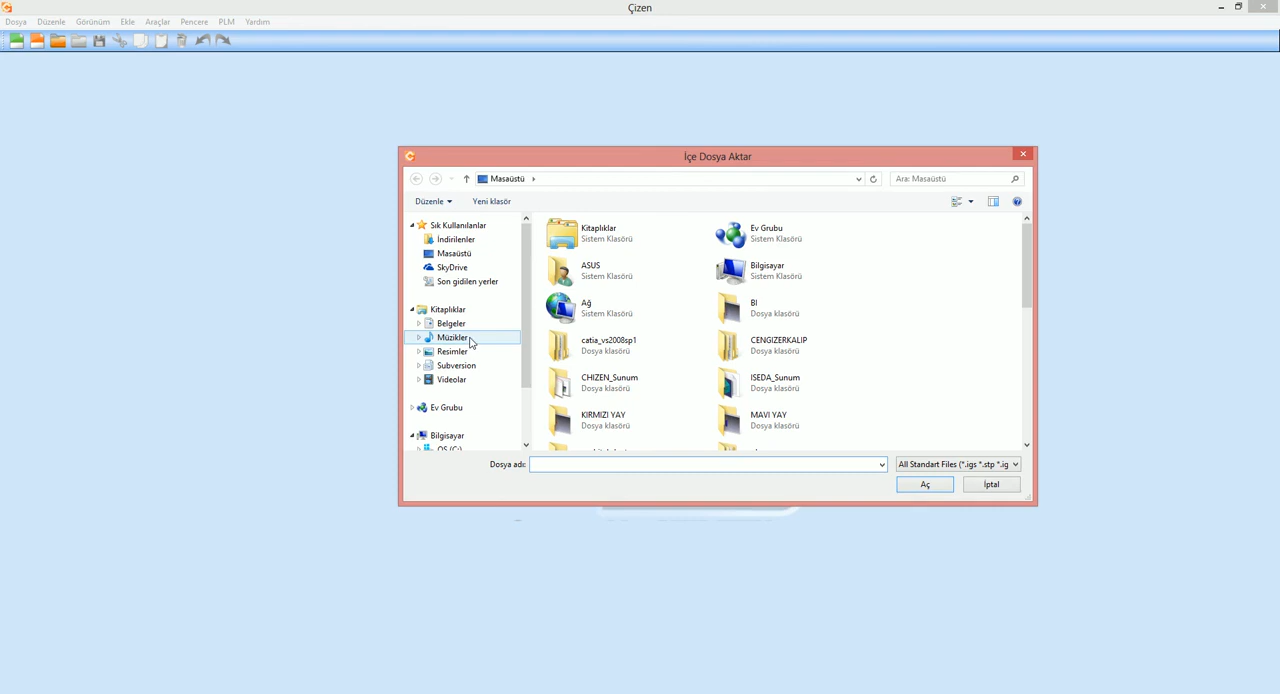 Çizen
Dosya Düzenle Görünüm Ekle Araçlar Pencere PLM Yardım
İçe Dosya Aktar
Masaüstü
Ara: Masaüstü
Düzenle Yeni klasör
Sık Kullanılanlar
İndirilenler
Masaüstü
SkyDrive
Son gidilen yerler
Kitaplıklar
Belgeler
Müzikler
Resimler
Subversion
Videolar
Ev Grubu
Bilgisayar
OS (C:)
Kitaplıklar
Sistem Klasörü
Ev Grubu
Sistem Klasörü
ASUS
Sistem Klasörü
Bilgisayar
Sistem Klasörü
Ağ
Sistem Klasörü
BI
Dosya klasörü
catia_vs2008sp1
Dosya klasörü
CENGIZERKALIP
Dosya klasörü
CHIZEN_Sunum
Dosya klasörü
ISEDA_Sunum
Dosya klasörü
KIRMIZI YAY
Dosya klasörü
MAVI YAY
Dosya klasörü
Dosya adı:
All Standart Files (*.igs *.stp *.ig
Aç İptal